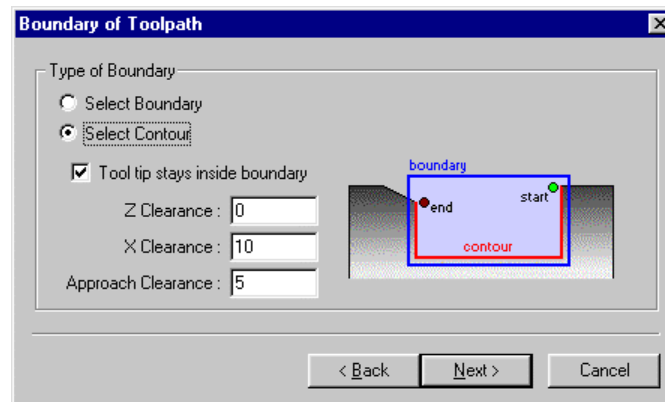 Boundary of Toolpath
Type of Boundary
Select Boundary
Select Contour
Tool tip stays inside boundary
Z Clearance : 0
X Clearance : 10
Approach Clearance : 5
boundary
end
start
contour
< Back
Next >
Cancel